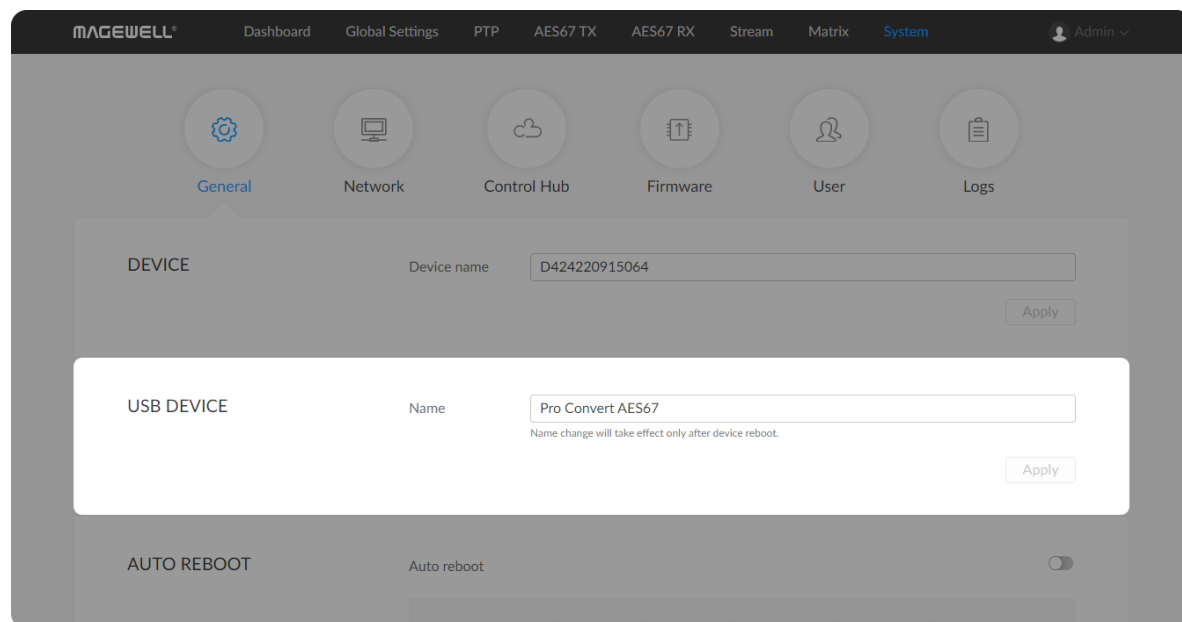 MAGEWELL® Dashboard Global Settings PTP AES67 TX AES67 RX Stream Matrix System Admin
General Network Control Hub Firmware User Logs
DEVICE Device name D424220915064
Apply
USB DEVICE Name Pro Convert AES67
Name change will take effect only after device reboot.
Apply
AUTO REBOOT Auto reboot